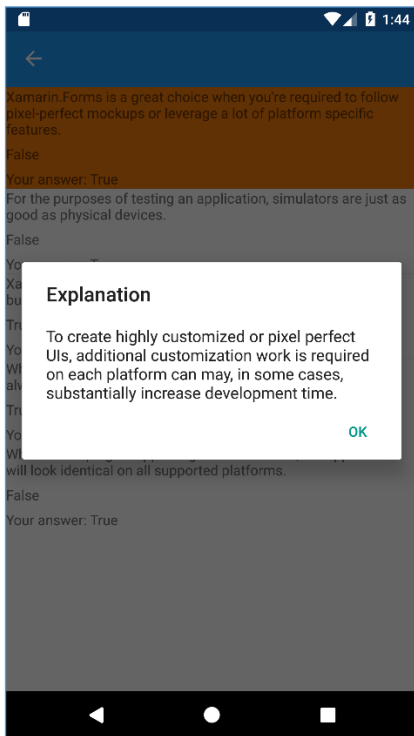 1:44
Xamarin.Forms is a great choice when you're required to follow
pixel-perfect mockups or leverage a lot of platform specific
features.
False
Your answer: True
For the purposes of testing an application, simulators are just as
good as physical devices.
False
Explanation
To create highly customized or pixel perfect
UIs, additional customization work is required
on each platform can may, in some cases,
substantially increase development time.
OK
will look identical on all supported platforms.
False
Your answer: True